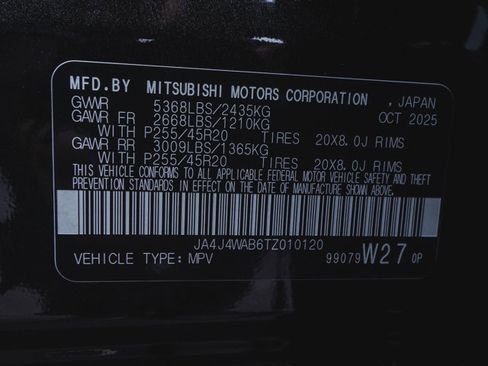 MFD.BY MITSUBISHI MOTORS CORPORATION , JAPAN
GVWR 5368LBS/2435KG OCT 2025
GAWR FR 2668LBS/1210KG
WITH P255/45R20 TIRES 20X8.0J RIMS
GAWR RR 3009LBS/1365KG
WITH P255/45R20 TIRES 20X8.0J RIMS
THIS VEHICLE CONFORMS TO ALL APPLICABLE FEDERAL MOTOR VEHICLE SAFETY AND THEFT
PREVENTION STANDARDS IN EFFECT ON THE DATE OF MANUFACTURE SHOWN ABOVE.
JA4J4WAB6TZ010120
VEHICLE TYPE: MPV 99079 W27 0P